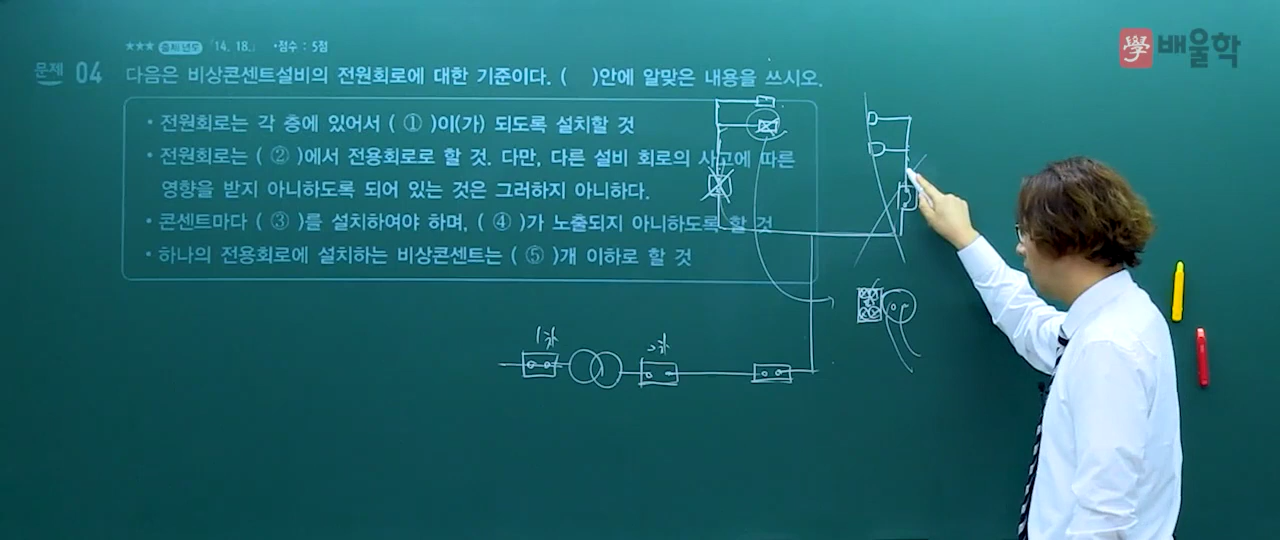 ★★★ 출제년도 「14. 18.」 •점수 : 5점
學 배울학
문제 04 다음은 비상콘센트설비의 전원회로에 대한 기준이다. ( )안에 알맞은 내용을 쓰시오.
• 전원회로는 각 층에 있어서 ( ① )이(가) 되도록 설치할 것
• 전원회로는 ( ② )에서 전용회로로 할 것. 다만, 다른 설비 회로의 사고에 따른
영향을 받지 아니하도록 되어 있는 것은 그러하지 아니하다.
• 콘센트마다 ( ③ )를 설치하여야 하며, ( ④ )가 노출되지 아니하도록 할 것
• 하나의 전용회로에 설치하는 비상콘센트는 ( ⑤ )개 이하로 할 것